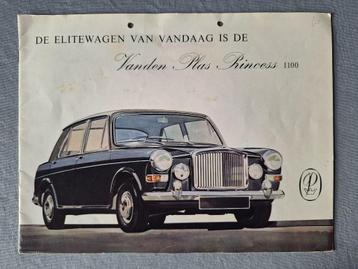 DE ELITEWAGEN VAN VANDAAG IS DE
Vanden Plas Princess 1100